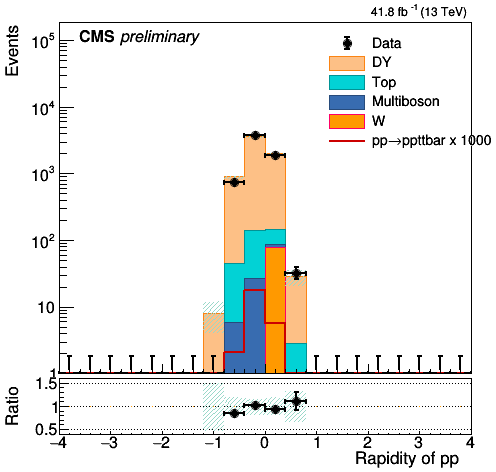 41.8 fb⁻¹ (13 TeV)
CMS preliminary
Events
10⁵
10⁴
10³
10²
10
1
Data
DY
Top
Multiboson
W
pp→ppttbar x 1000
Ratio
1.5
1
0.5
−4 −3 −2 −1 0 1 2 3 4
Rapidity of pp